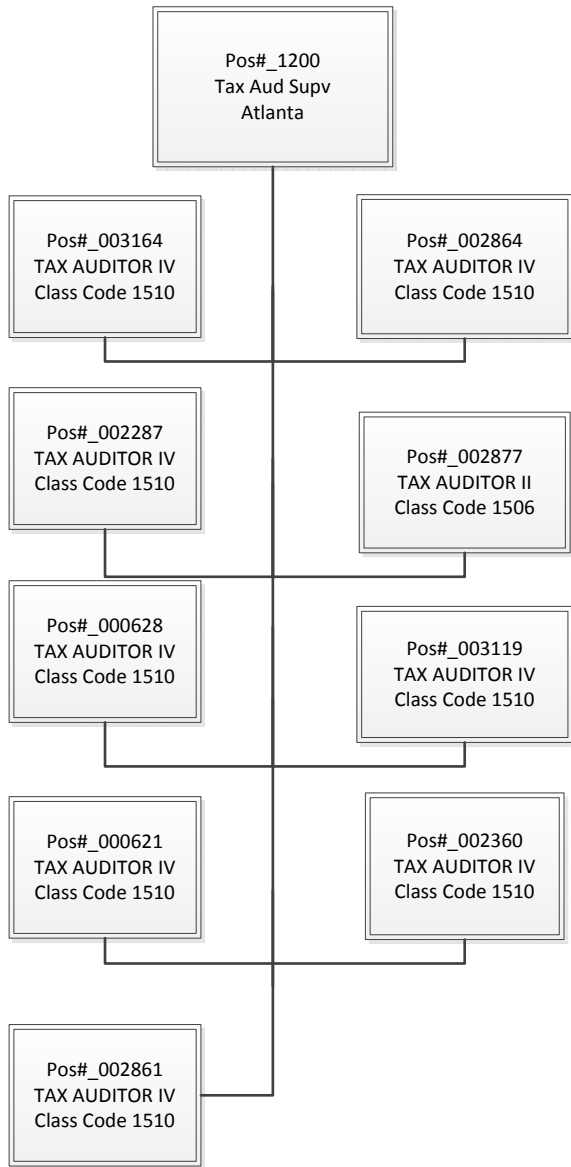 Pos#_1200
Tax Aud Supv
Atlanta
Pos#_003164
TAX AUDITOR IV
Class Code 1510
Pos#_002864
TAX AUDITOR IV
Class Code 1510
Pos#_002287
TAX AUDITOR IV
Class Code 1510
Pos#_002877
TAX AUDITOR II
Class Code 1506
Pos#_000628
TAX AUDITOR IV
Class Code 1510
Pos#_003119
TAX AUDITOR IV
Class Code 1510
Pos#_000621
TAX AUDITOR IV
Class Code 1510
Pos#_002360
TAX AUDITOR IV
Class Code 1510
Pos#_002861
TAX AUDITOR IV
Class Code 1510